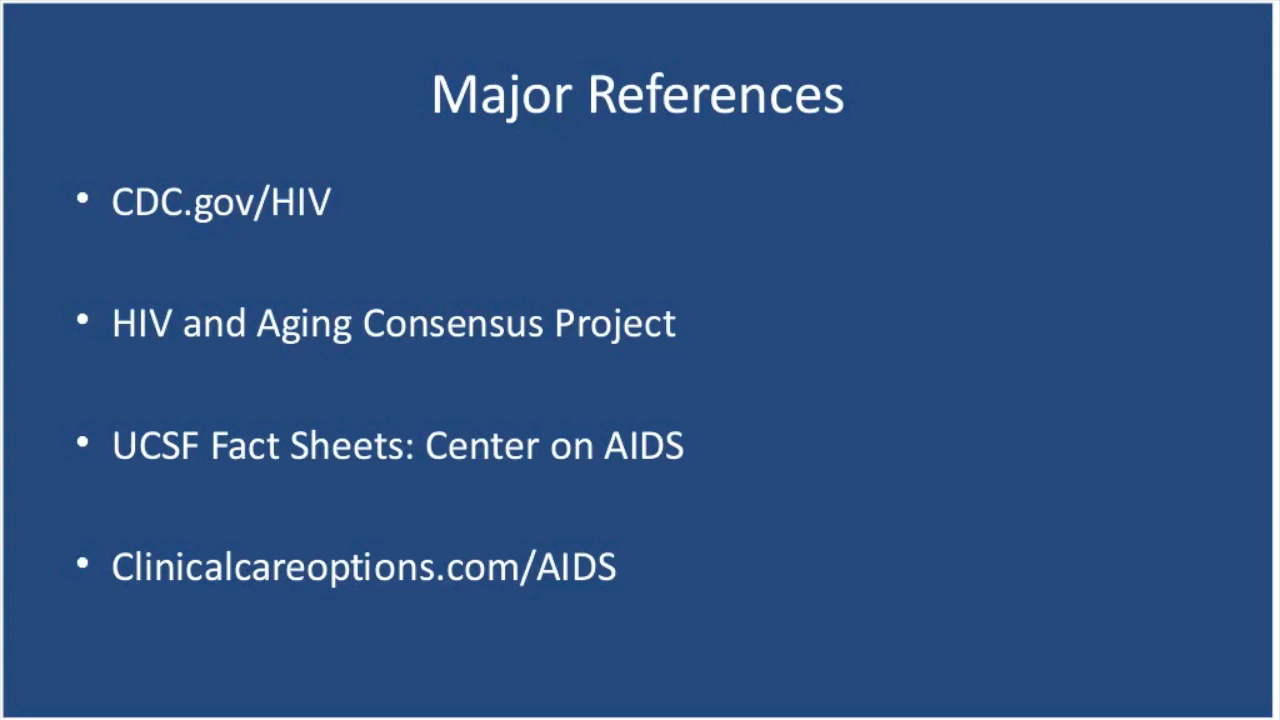 Major References
• CDC.gov/HIV
• HIV and Aging Consensus Project
• UCSF Fact Sheets: Center on AIDS
• Clinicalcareoptions.com/AIDS